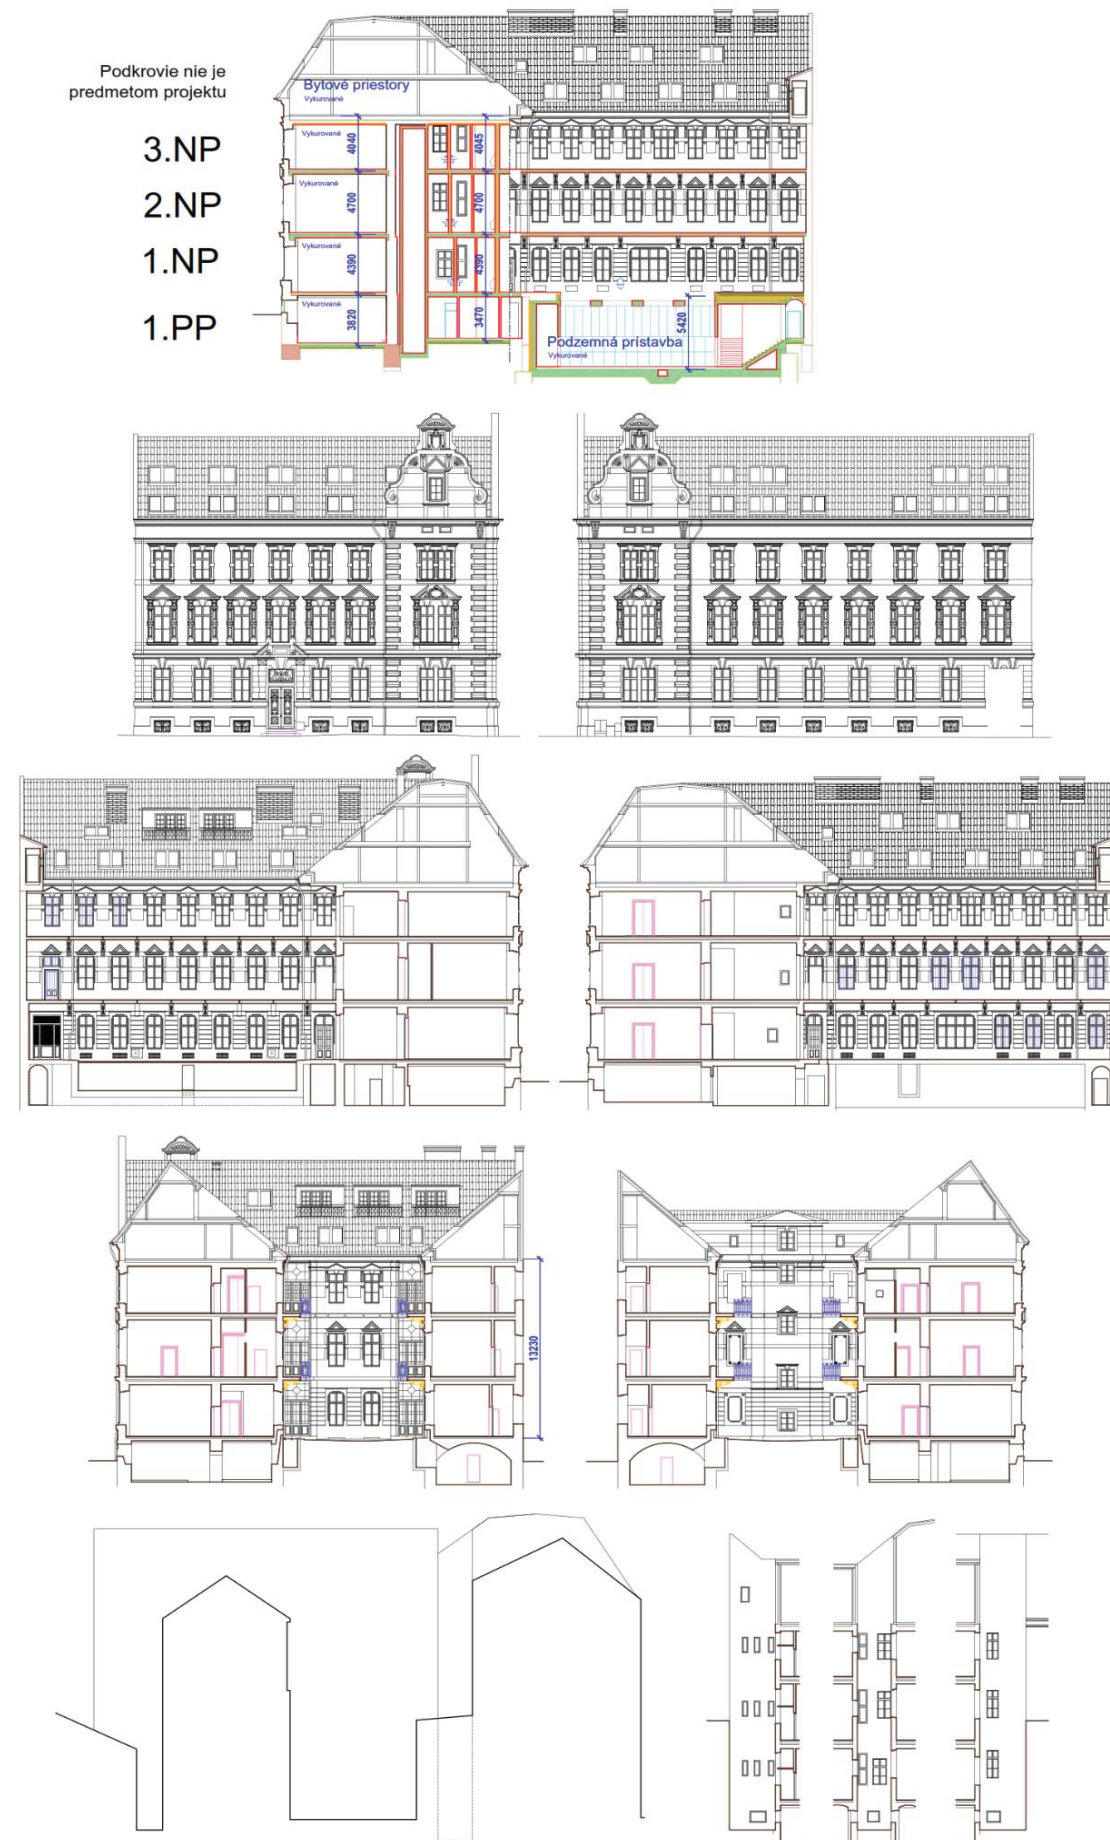 Podkrovie nie je
predmetom projektu
Bytové priestory
Vykurované
3.NP
Vykurované
4040
4045
2.NP
Vykurované
4700
4700
1.NP
Vykurované
4390
4390
1.PP
Vykurované
3820
3470
5420
Podzemná prístavba
Vykurované
13230